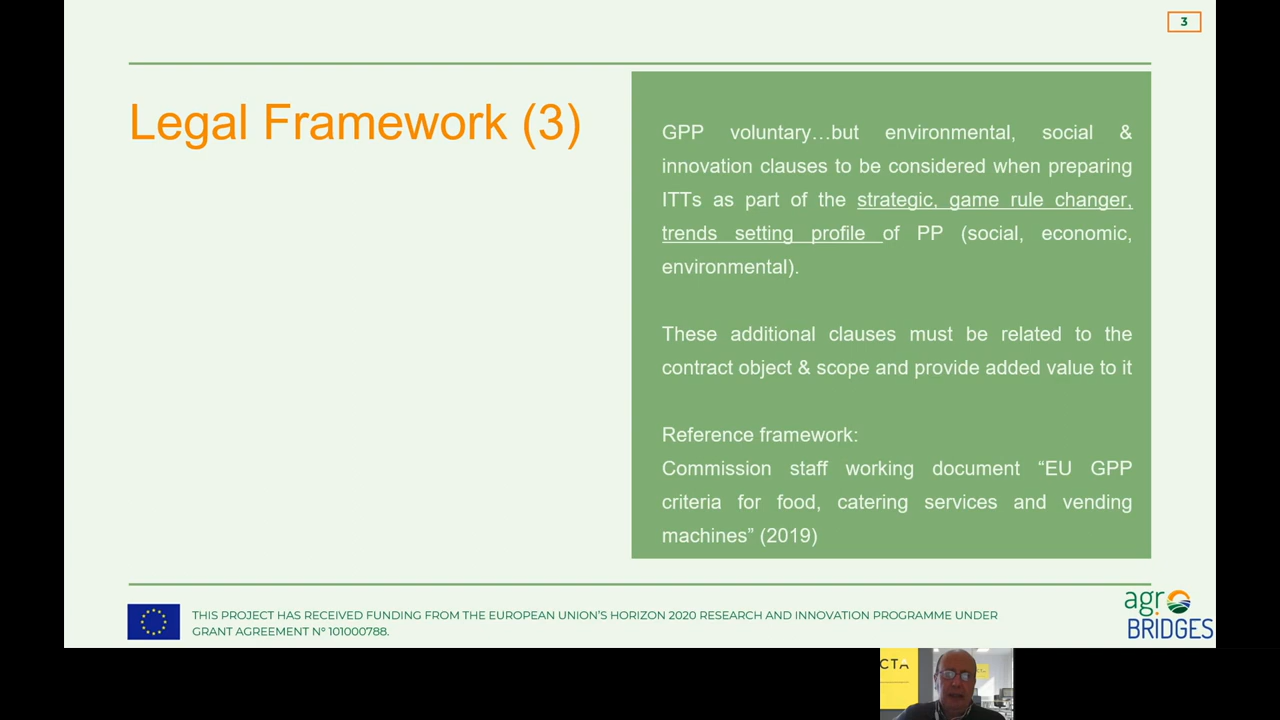 3
Legal Framework (3)
GPP voluntary…but environmental, social &
innovation clauses to be considered when preparing
ITTs as part of the strategic, game rule changer,
trends setting profile of PP (social, economic,
environmental).
These additional clauses must be related to the
contract object & scope and provide added value to it
Reference framework:
Commission staff working document “EU GPP
criteria for food, catering services and vending
machines” (2019)
THIS PROJECT HAS RECEIVED FUNDING FROM THE EUROPEAN UNION’S HORIZON 2020 RESEARCH AND INNOVATION PROGRAMME UNDER
GRANT AGREEMENT Nº 101000788.
agro
BRIDGES
CTA